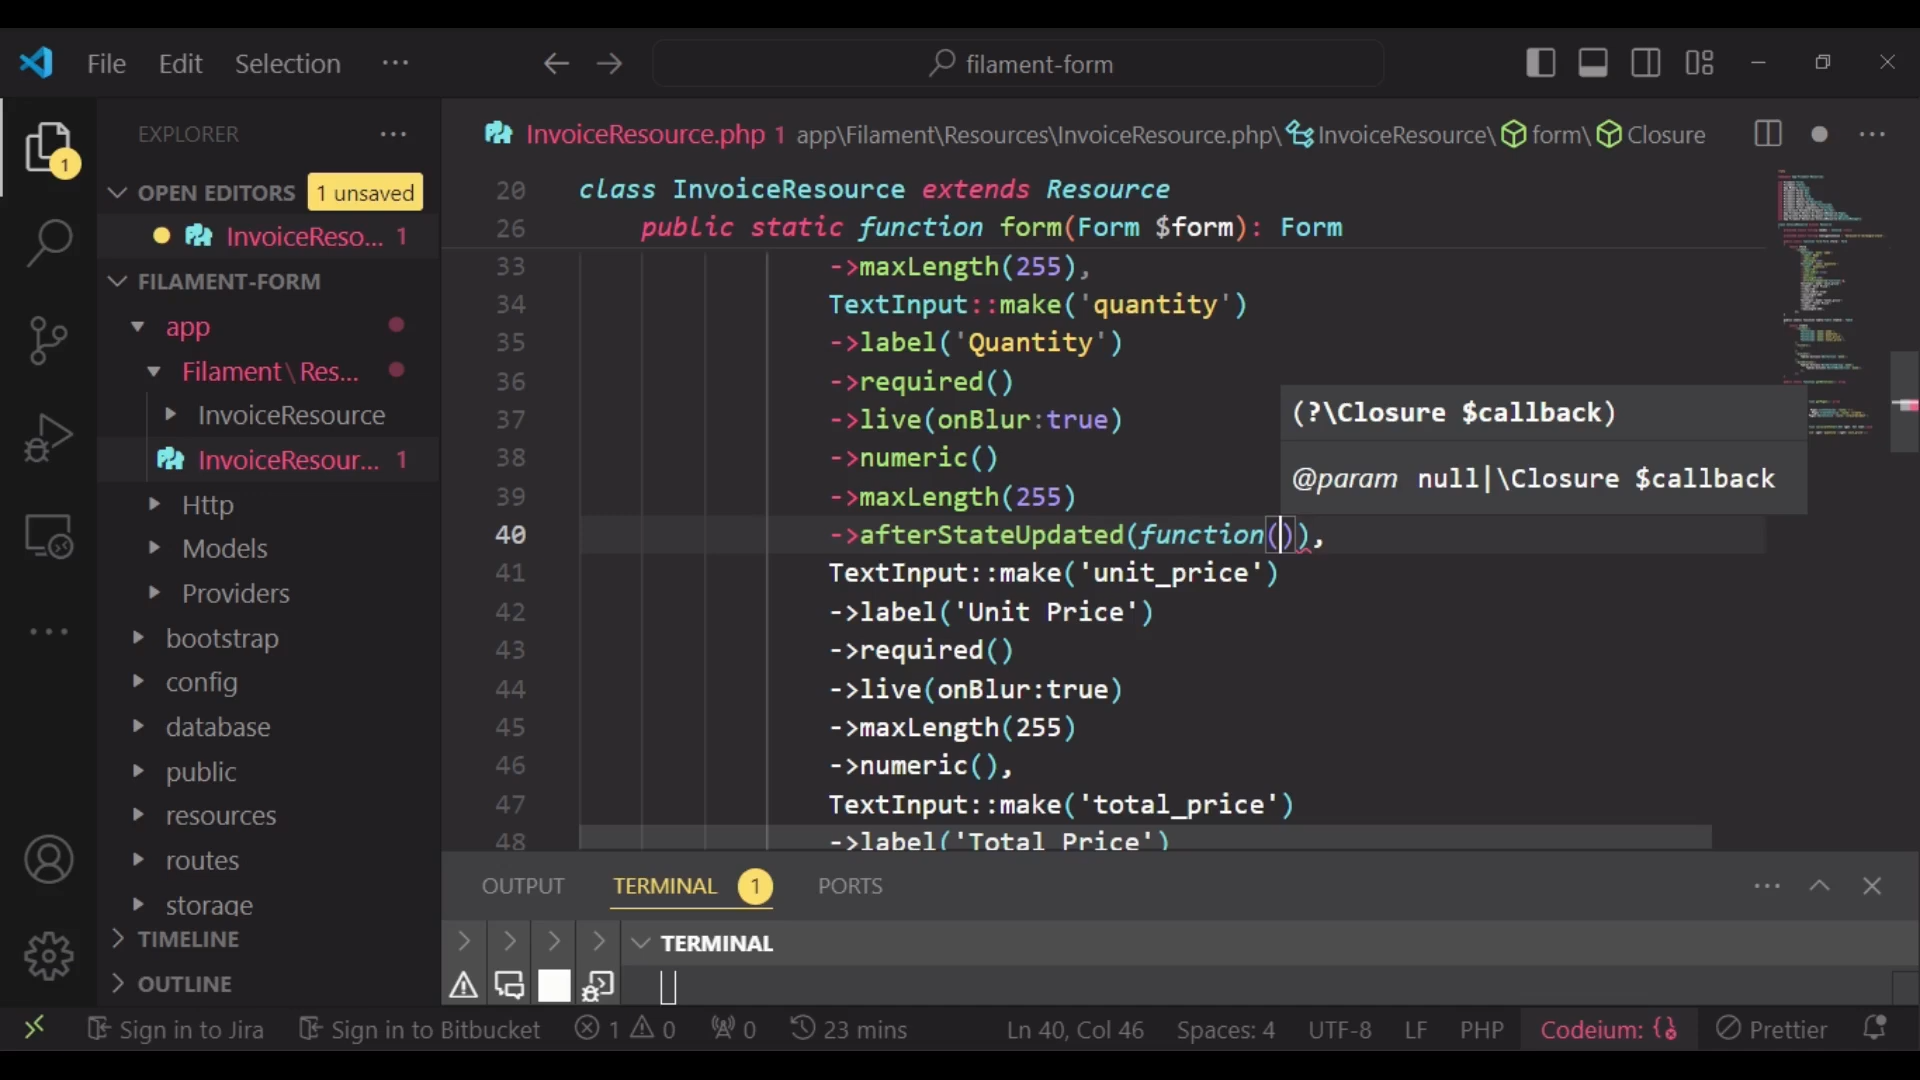 File Edit Selection ··· filament-form
EXPLORER ···
OPEN EDITORS 1 unsaved
InvoiceReso... 1
FILAMENT-FORM
app
Filament\Res...
InvoiceResource
InvoiceResour... 1
Http
Models
Providers
bootstrap
config
database
public
resources
routes
storage
TIMELINE
OUTLINE
1
InvoiceResource.php 1 app\Filament\Resources\InvoiceResource.php\ InvoiceResource\ form\ Closure
20 class InvoiceResource extends Resource
26 public static function form(Form $form): Form
33 ->maxLength(255),
34 TextInput::make('quantity')
35 ->label('Quantity')
36 ->required()
37 ->live(onBlur:true)
38 ->numeric()
39 ->maxLength(255)
40 ->afterStateUpdated(function()),
41 TextInput::make('unit_price')
42 ->label('Unit Price')
43 ->required()
44 ->live(onBlur:true)
45 ->maxLength(255)
46 ->numeric(),
47 TextInput::make('total_price')
48 ->label('Total Price')
(?\Closure $callback)
@param null|\Closure $callback
OUTPUT TERMINAL 1 PORTS
TERMINAL
Sign in to Jira Sign in to Bitbucket 1 0 0 23 mins Ln 40, Col 46 Spaces: 4 UTF-8 LF PHP Codeium: {} Prettier